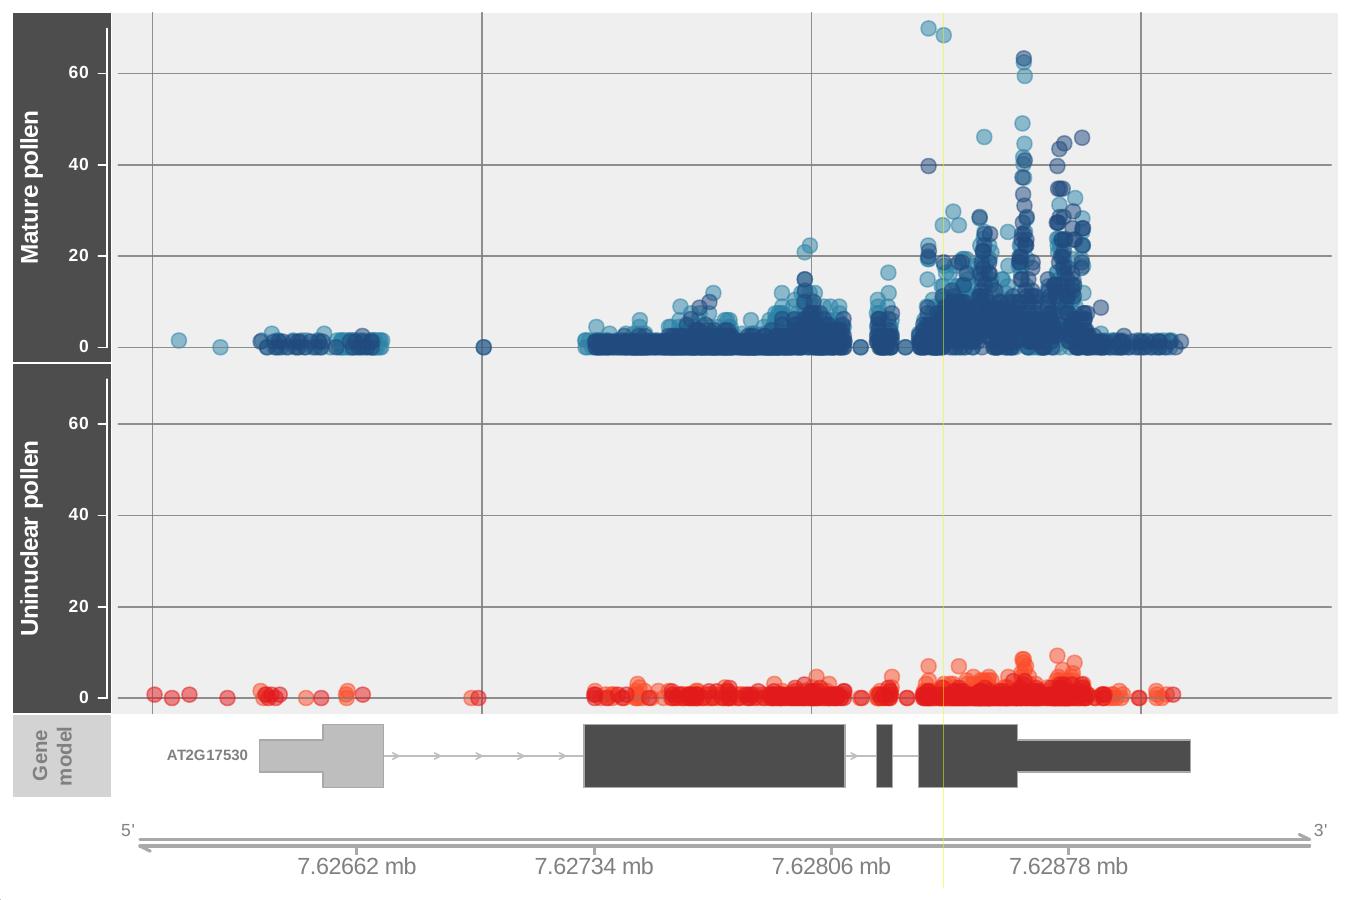 Mature pollen
60
40
20
0
Uninuclear pollen
60
40
20
0
Gene
model
AT2G17530
5'
3'
7.62662 mb
7.62734 mb
7.62806 mb
7.62878 mb